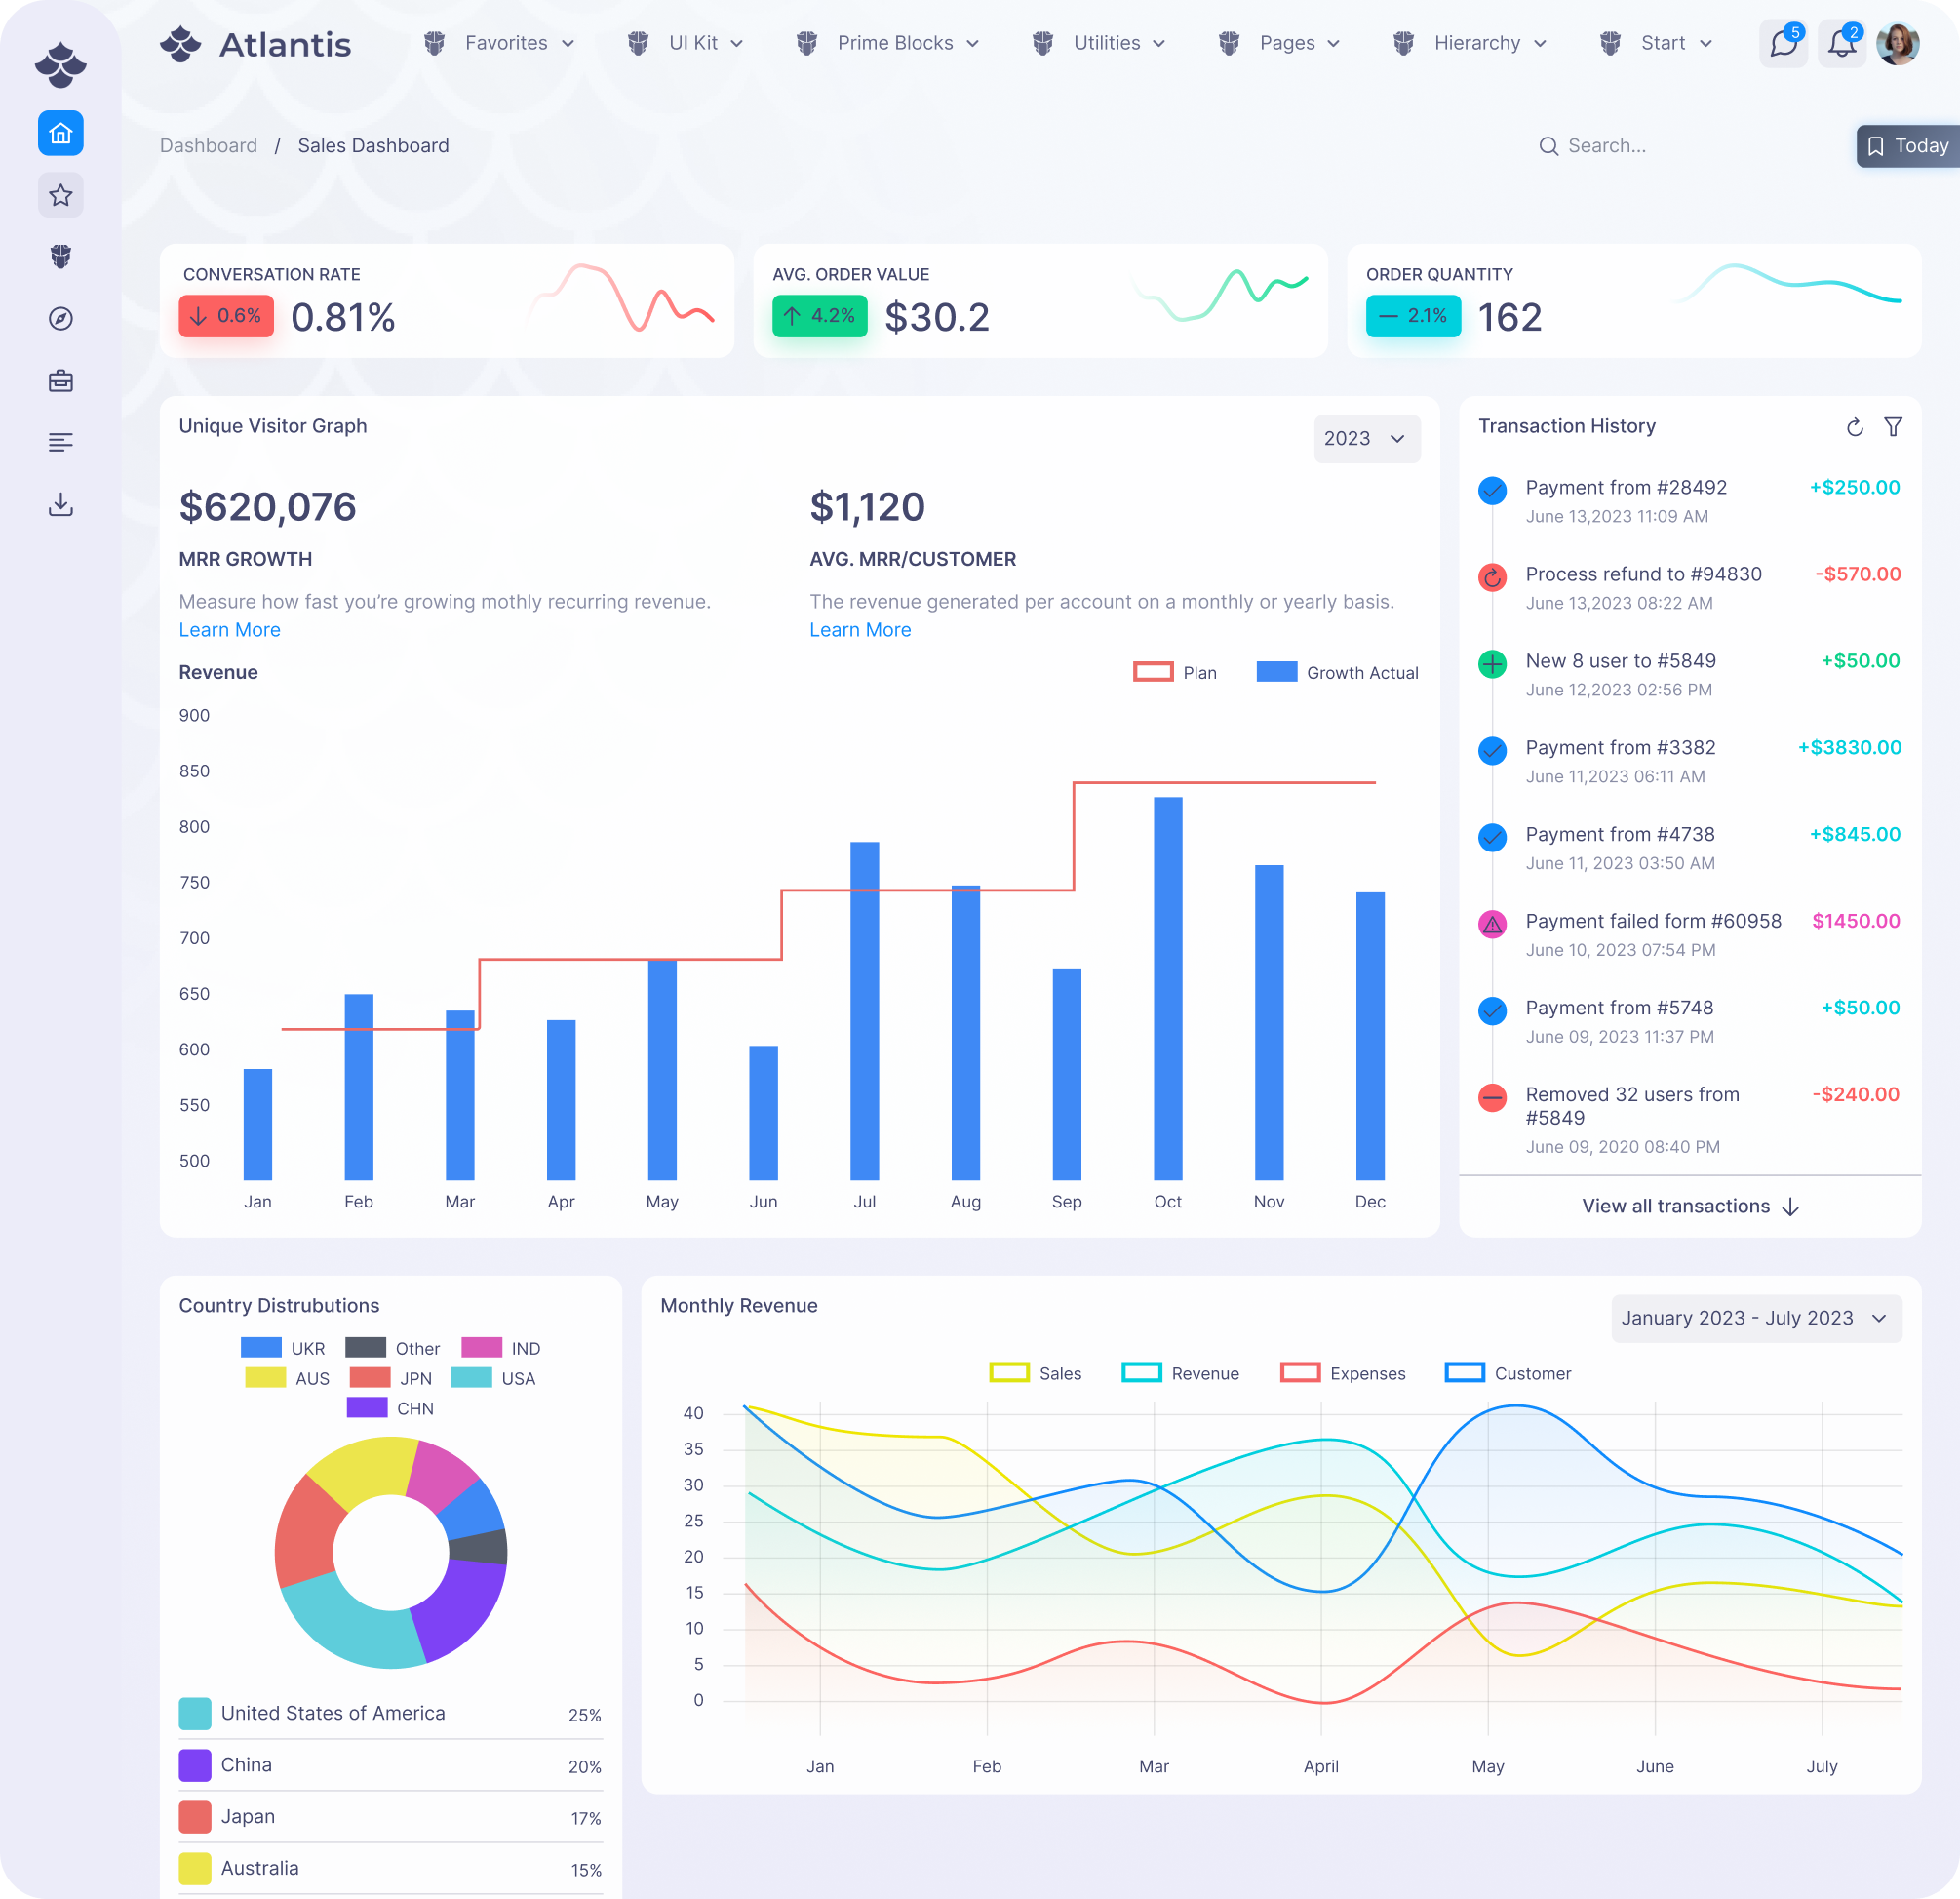 Atlantis
Favorites
UI Kit
Prime Blocks
Utilities
Pages
Hierarchy
Start
5
2
Dashboard / Sales Dashboard
Search...
Today
CONVERSATION RATE
0.6% 0.81%
AVG. ORDER VALUE
4.2% $30.2
ORDER QUANTITY
2.1% 162
Unique Visitor Graph
2023
$620,076
MRR GROWTH
Measure how fast you’re growing mothly recurring revenue.
Learn More
$1,120
AVG. MRR/CUSTOMER
The revenue generated per account on a monthly or yearly basis.
Learn More
Revenue
Plan
Growth Actual
900
850
800
750
700
650
600
550
500
Jan Feb Mar Apr May Jun Jul Aug Sep Oct Nov Dec
Transaction History
Payment from #28492 +$250.00
June 13,2023 11:09 AM
Process refund to #94830 -$570.00
June 13,2023 08:22 AM
New 8 user to #5849 +$50.00
June 12,2023 02:56 PM
Payment from #3382 +$3830.00
June 11,2023 06:11 AM
Payment from #4738 +$845.00
June 11, 2023 03:50 AM
Payment failed form #60958 $1450.00
June 10, 2023 07:54 PM
Payment from #5748 +$50.00
June 09, 2023 11:37 PM
Removed 32 users from -$240.00
#5849
June 09, 2020 08:40 PM
View all transactions
Country Distrubutions
UKR Other IND
AUS JPN USA
CHN
United States of America 25%
China 20%
Japan 17%
Australia 15%
Monthly Revenue
January 2023 - July 2023
Sales Revenue Expenses Customer
40
35
30
25
20
15
10
5
0
Jan Feb Mar April May June July